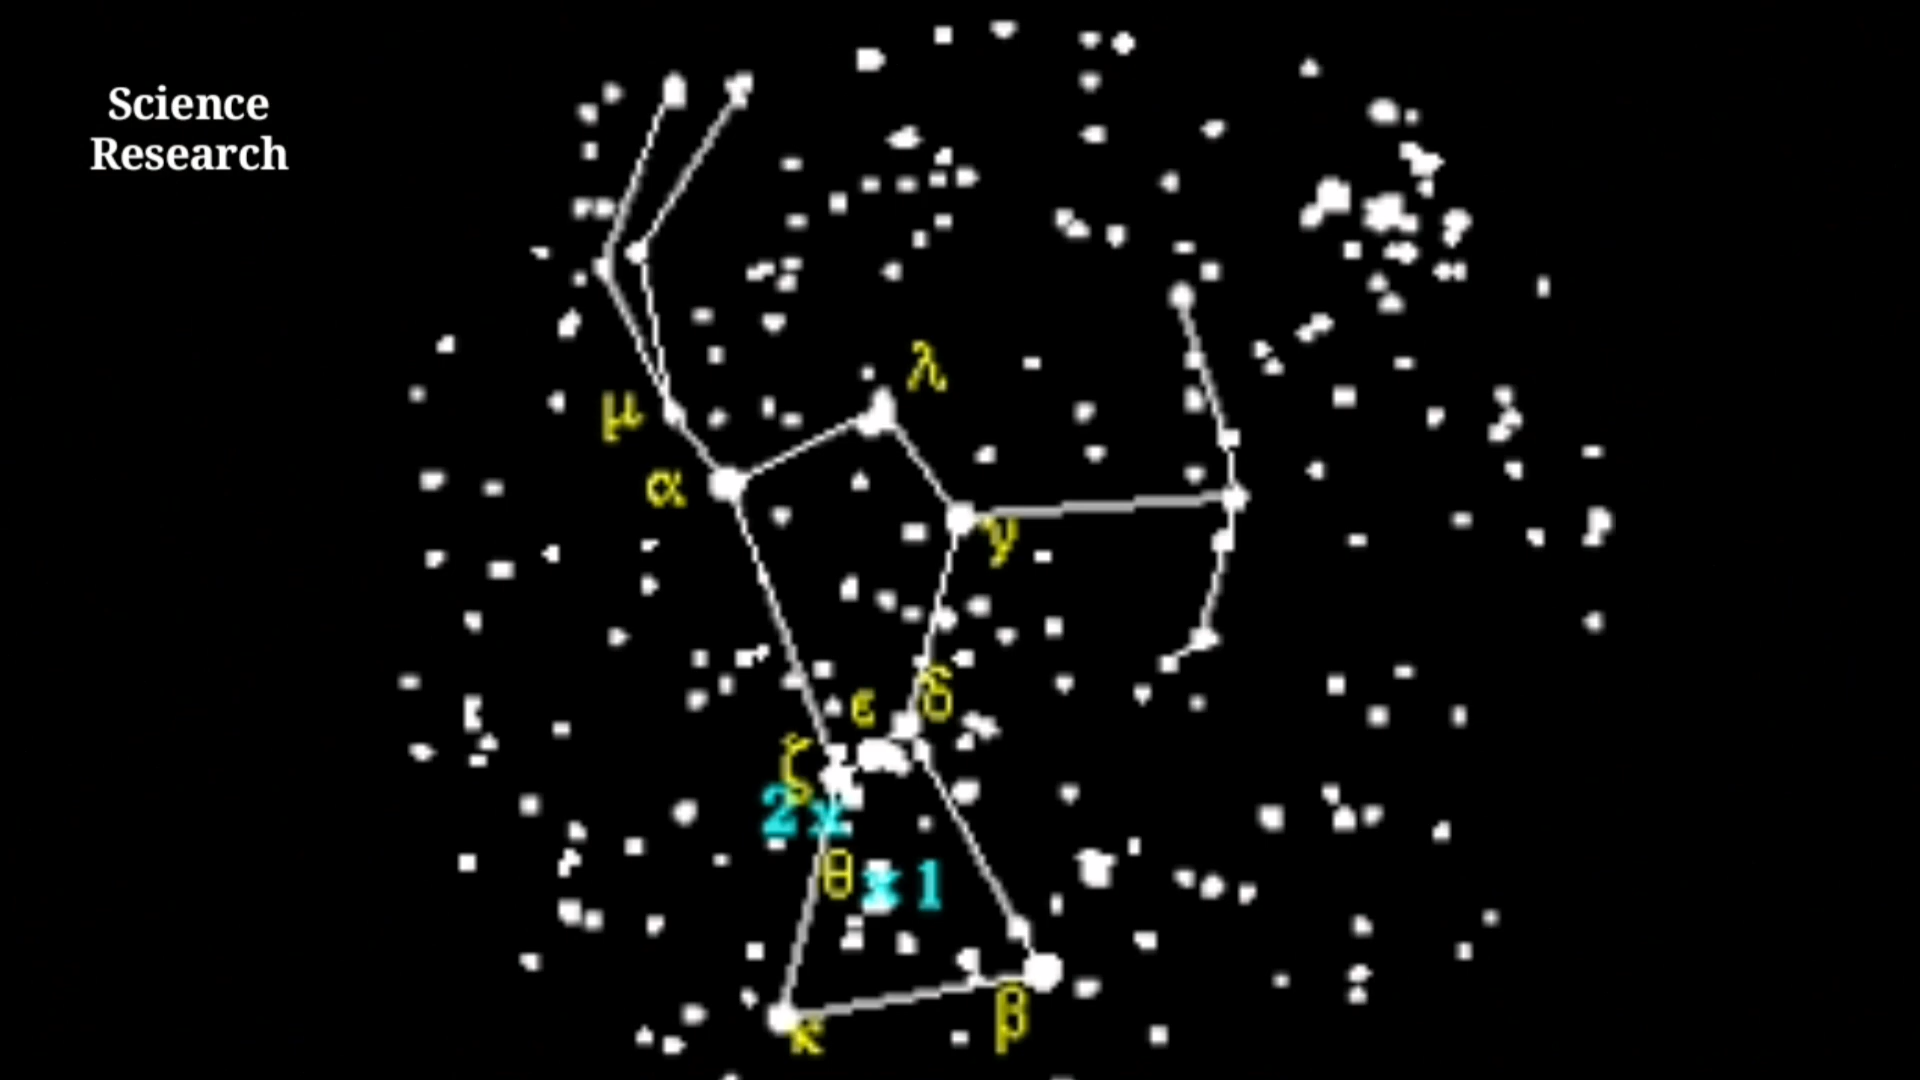 Science
Research
λ
μ
α
γ
ε δ
ζ
2 x
θ x 1
β
κ